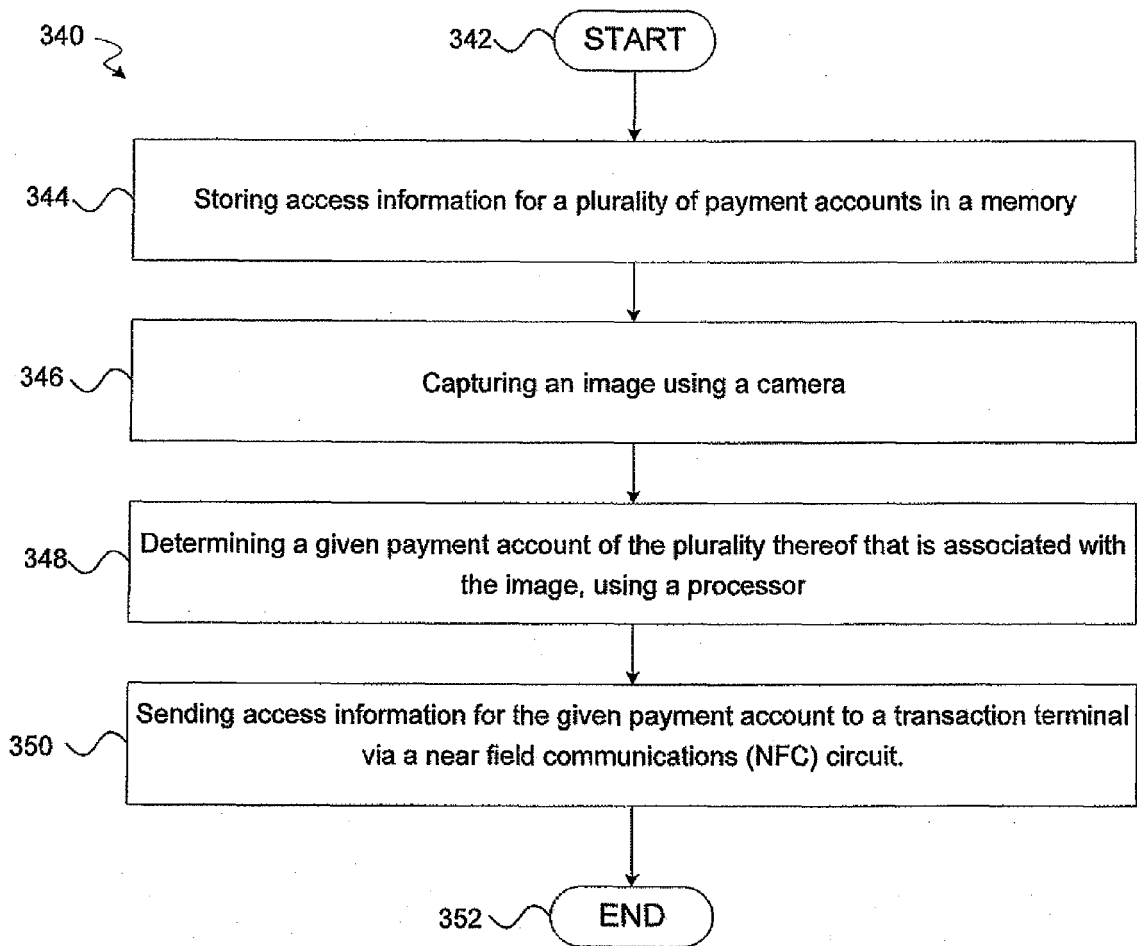 340
342
START
344
Storing access information for a plurality of payment accounts in a memory
346
Capturing an image using a camera
348
Determining a given payment account of the plurality thereof that is associated with
the image, using a processor
350
Sending access information for the given payment account to a transaction terminal
via a near field communications (NFC) circuit.
352
END